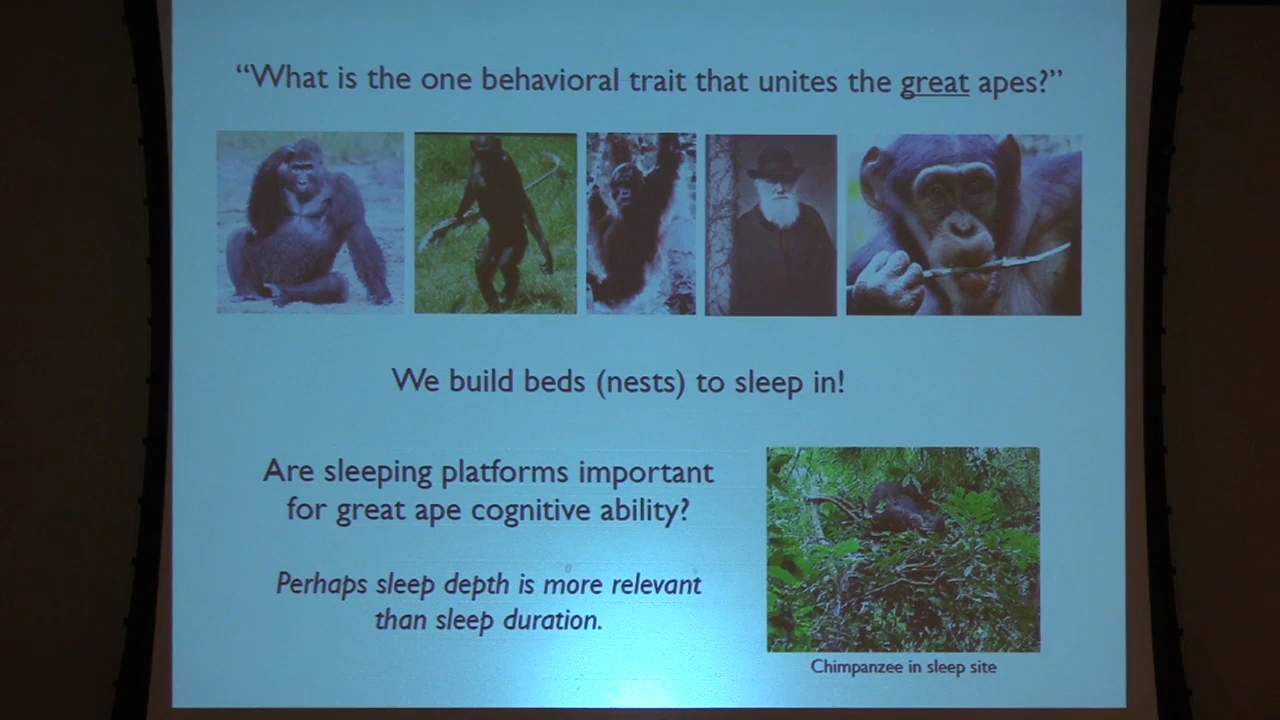 “What is the one behavioral trait that unites the great apes?”
We build beds (nests) to sleep in!
Are sleeping platforms important
for great ape cognitive ability?
Perhaps sleep depth is more relevant
than sleep duration.
Chimpanzee in sleep site